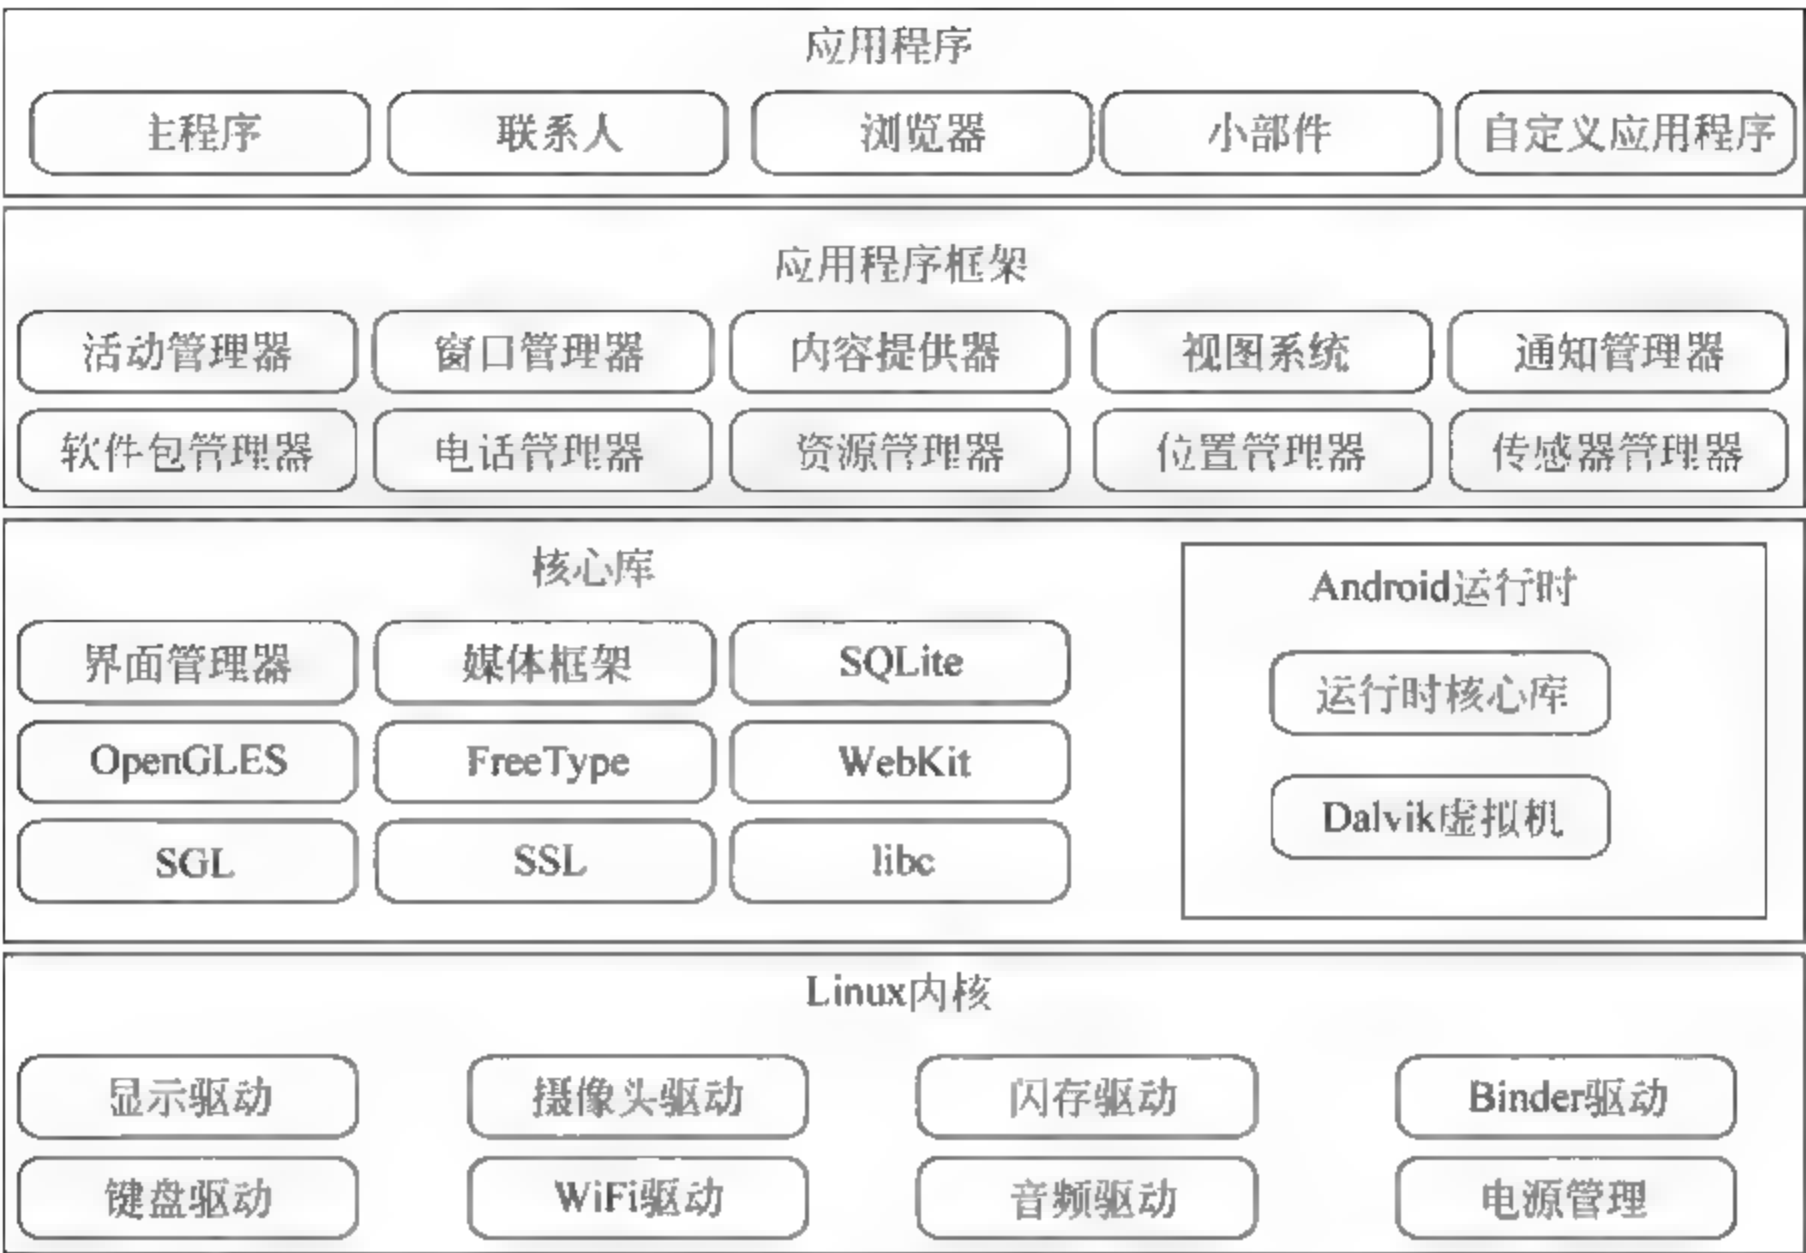 应用程序
主程序 联系人 浏览器 小部件 自定义应用程序
应用程序框架
活动管理器 窗口管理器 内容提供器 视图系统 通知管理器
软件包管理器 电话管理器 资源管理器 位置管理器 传感器管理器
核心库
界面管理器 媒体框架 SQLite
OpenGLES FreeType WebKit
SGL SSL libc
Android运行时
运行时核心库
Dalvik虚拟机
Linux内核
显示驱动 摄像头驱动 闪存驱动 Binder驱动
键盘驱动 WiFi驱动 音频驱动 电源管理